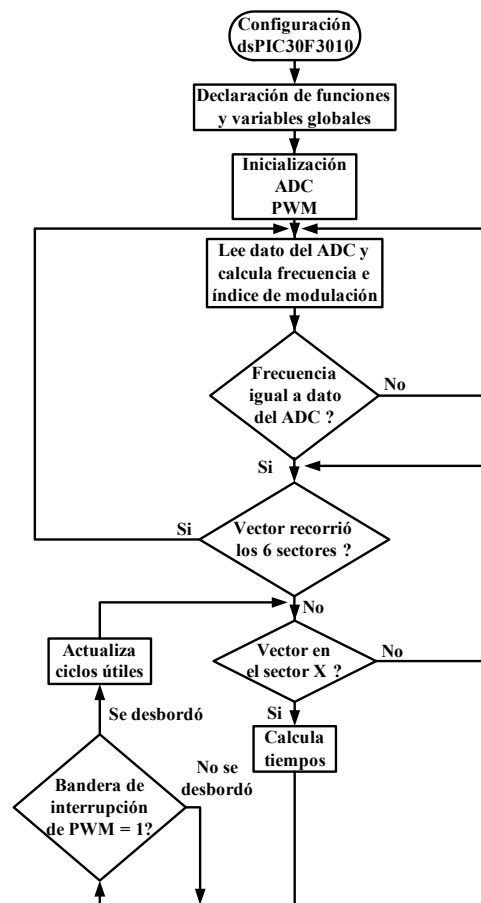 Configuración
dsPIC30F3010
Declaración de funciones
y variables globales
Inicialización
ADC
PWM
Lee dato del ADC y
calcula frecuencia e
índice de modulación
Frecuencia
igual a dato
del ADC ?
No
Si
Si
Vector recorrió
los 6 sectores ?
No
Actualiza
ciclos útiles
Vector en
el sector X ?
No
Si
Se desbordó
Calcula
tiempos
No se
desbordó
Bandera de
interrupción
de PWM = 1?